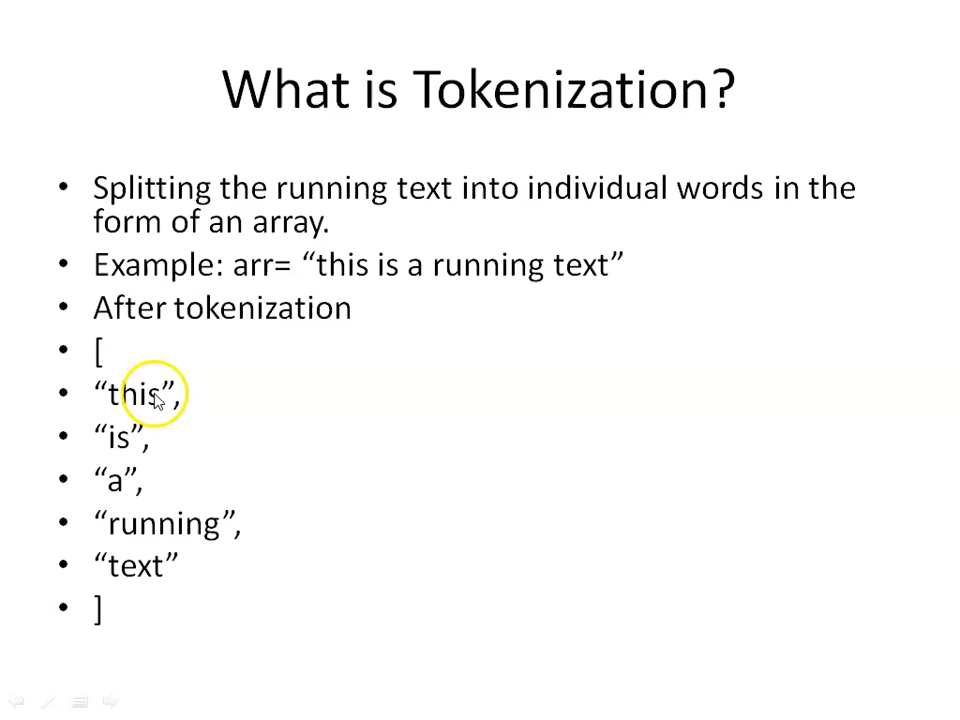 What is Tokenization?
• Splitting the running text into individual words in the
form of an array.
• Example: arr= “this is a running text”
• After tokenization
• [
• “this”,
• “is”,
• “a”,
• “running”,
• “text”
• ]